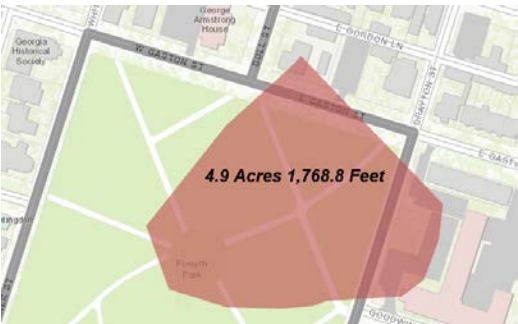 George
Armstrong
House
Georgia
Historical
Society
W GASTON ST
BULL ST
E GORDON LN
DRAYTON ST
E GASTON ST
4.9 Acres 1,768.8 Feet
Forsyth
Park